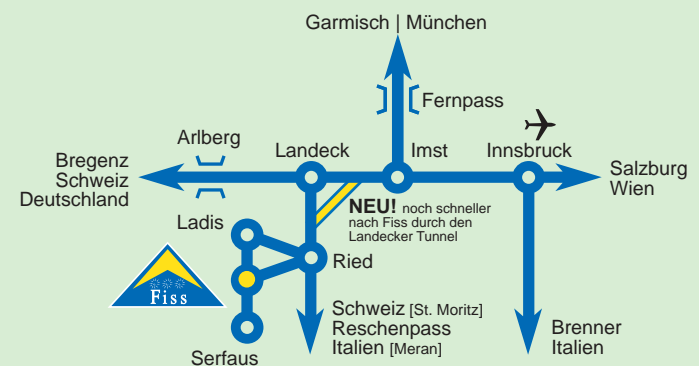 Garmisch | München
Fernpass
Arlberg
Landeck
Imst
Innsbruck
Bregenz
Schweiz
Deutschland
Salzburg
Wien
NEU! noch schneller
nach Fiss durch den
Landecker Tunnel
Ladis
Ried
Fiss
Schweiz [St. Moritz]
Reschenpass
Italien [Meran]
Brenner
Italien
Serfaus